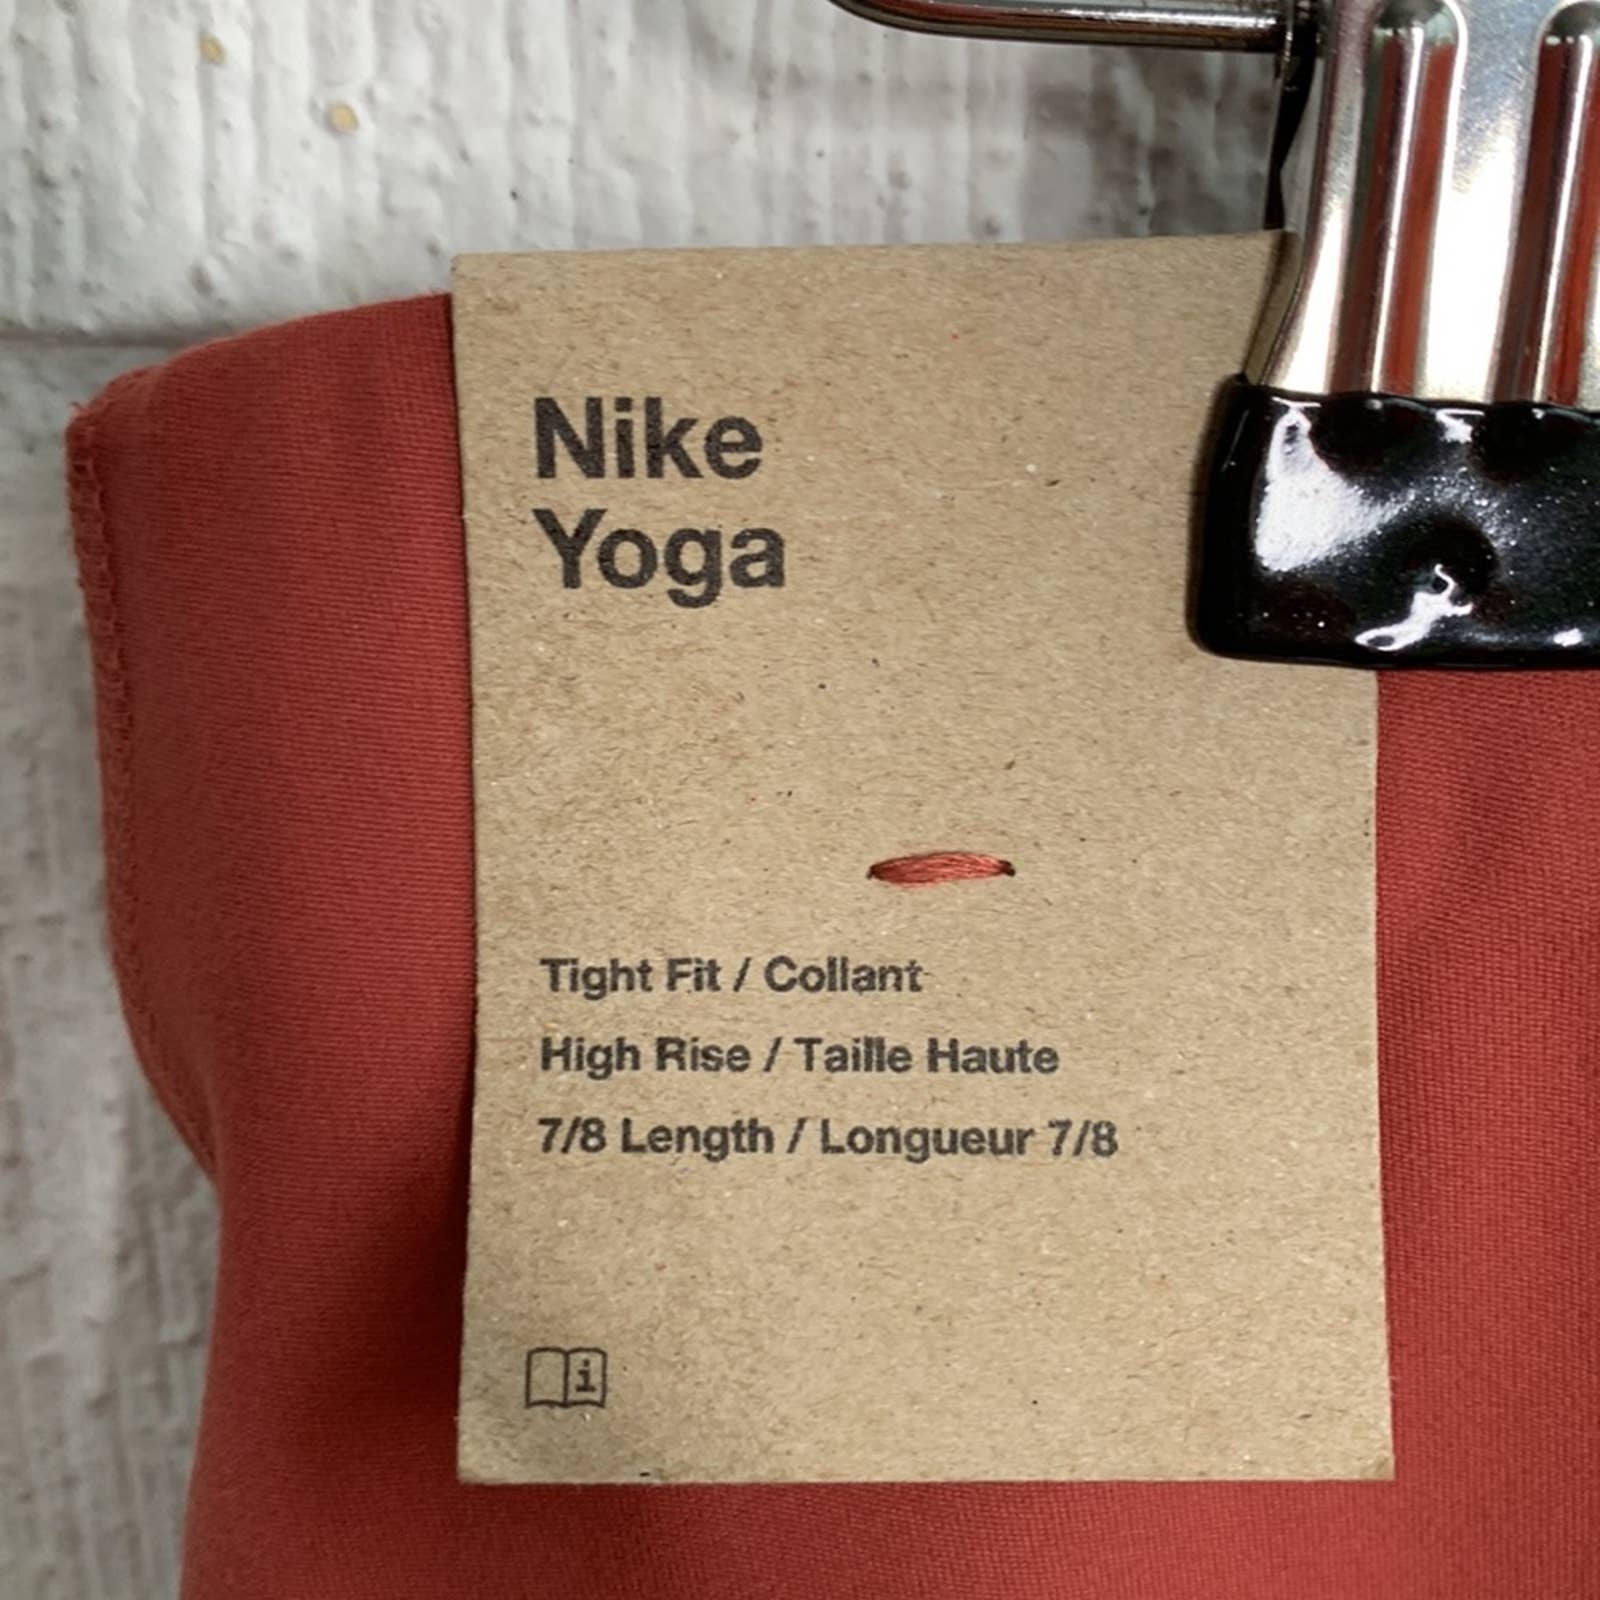 Nike
Yoga
Tight Fit / Collant
High Rise / Taille Haute
7/8 Length / Longueur 7/8
i